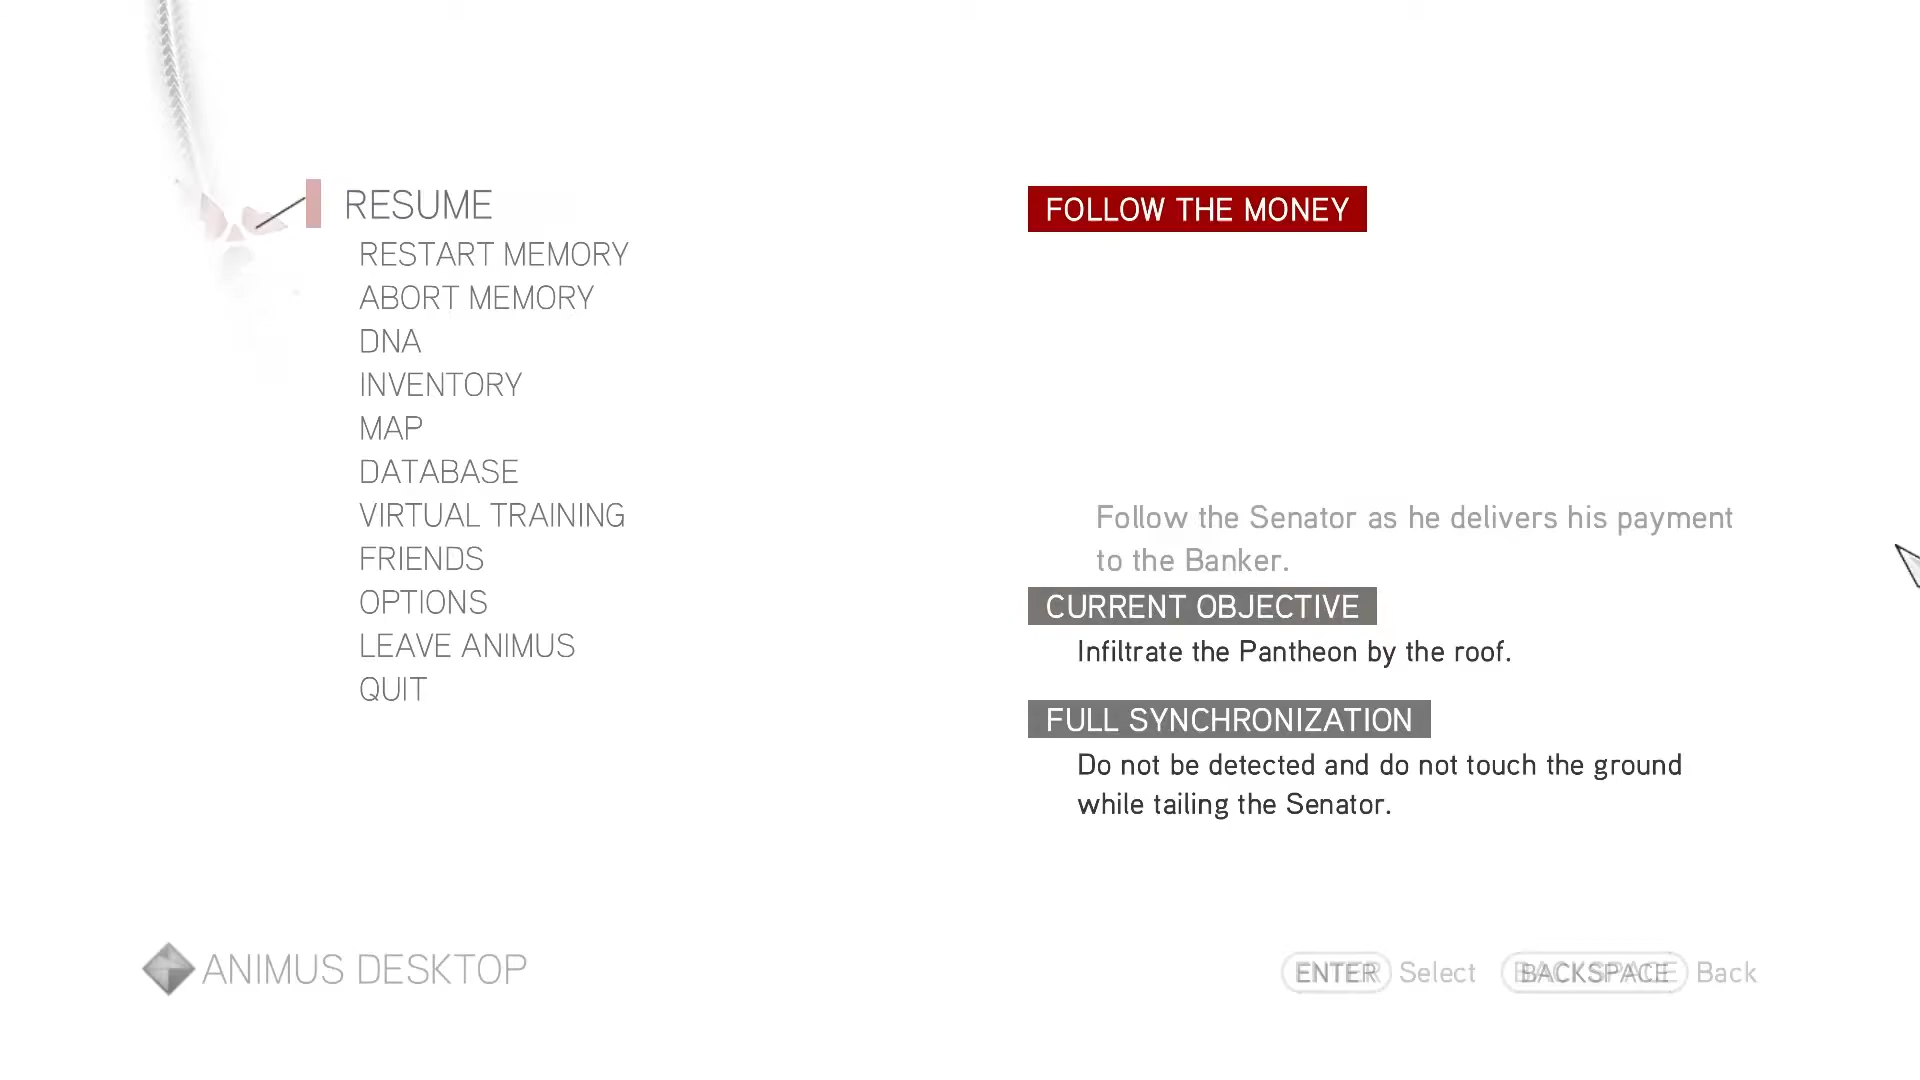 RESUME
RESTART MEMORY
ABORT MEMORY
DNA
INVENTORY
MAP
DATABASE
VIRTUAL TRAINING
FRIENDS
OPTIONS
LEAVE ANIMUS
QUIT
FOLLOW THE MONEY
Follow the Senator as he delivers his payment
to the Banker.
CURRENT OBJECTIVE
Infiltrate the Pantheon by the roof.
FULL SYNCHRONIZATION
Do not be detected and do not touch the ground
while tailing the Senator.
ANIMUS DESKTOP
ENTER Select BACKSPACE Back